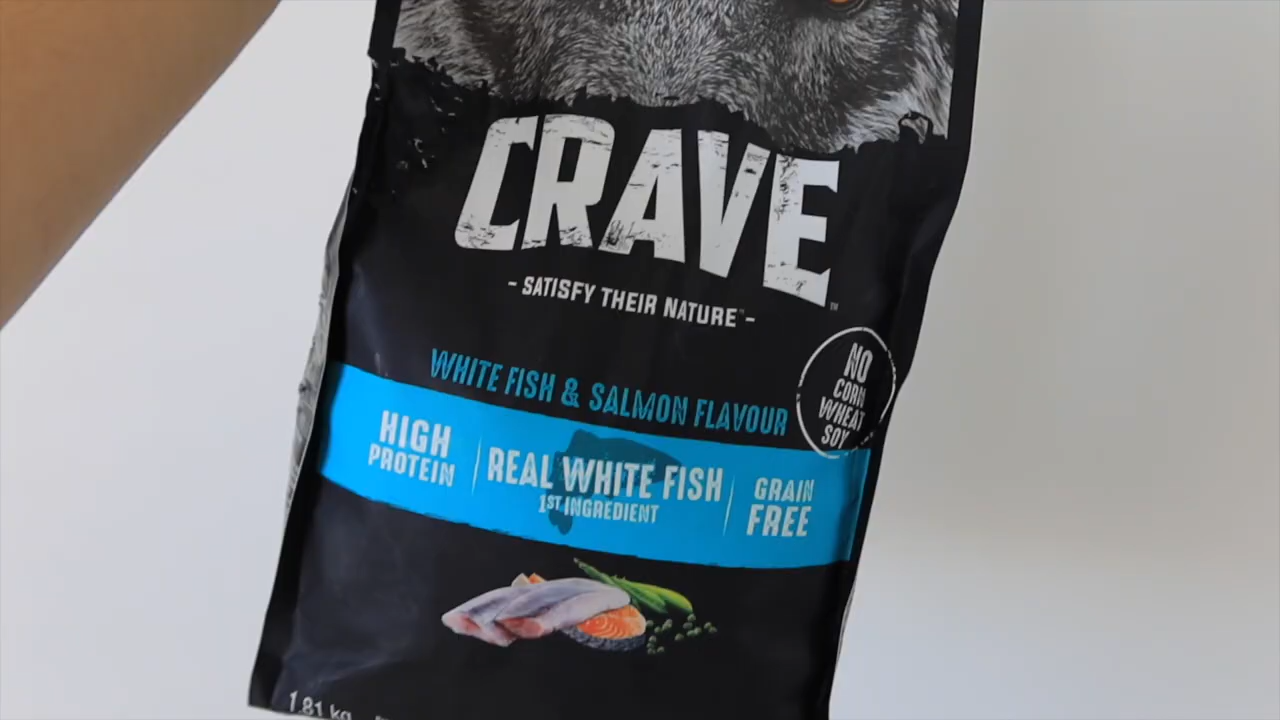 CRAVE™
- SATISFY THEIR NATURE™ -
WHITE FISH & SALMON FLAVOUR
NO
CORN
WHEAT
SOY
HIGH
PROTEIN
REAL WHITE FISH
1ST INGREDIENT
GRAIN
FREE
1.81 kg